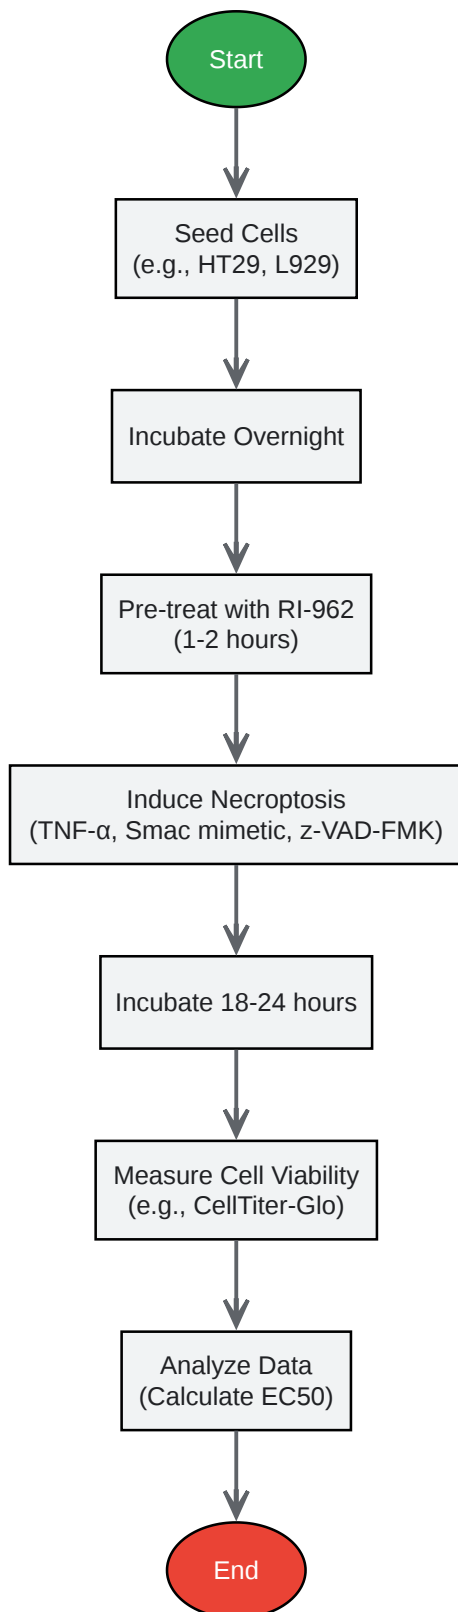 Start
Seed Cells
(e.g., HT29, L929)
Incubate Overnight
Pre-treat with RI-962
(1-2 hours)
Induce Necroptosis
(TNF-α, Smac mimetic, z-VAD-FMK)
Incubate 18-24 hours
Measure Cell Viability
(e.g., CellTiter-Glo)
Analyze Data
(Calculate EC50)
End